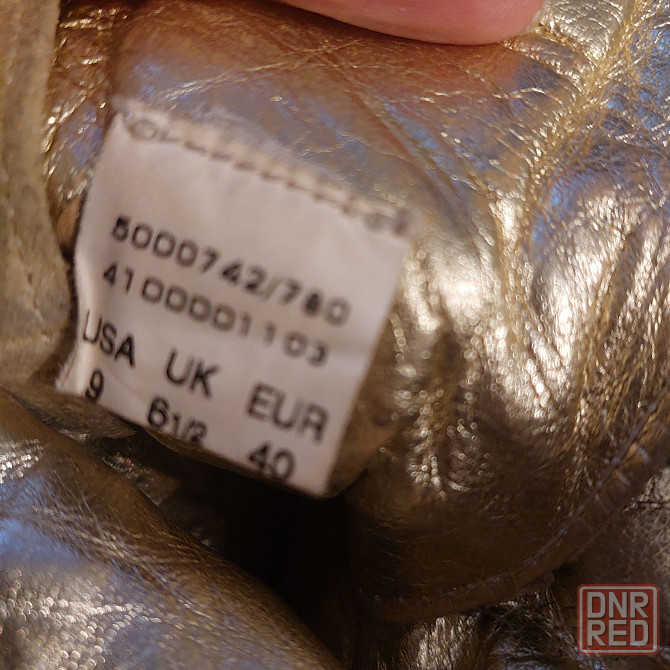 5000742/780
4100001103
USA UK EUR
9 61/2 40
DNR
RED